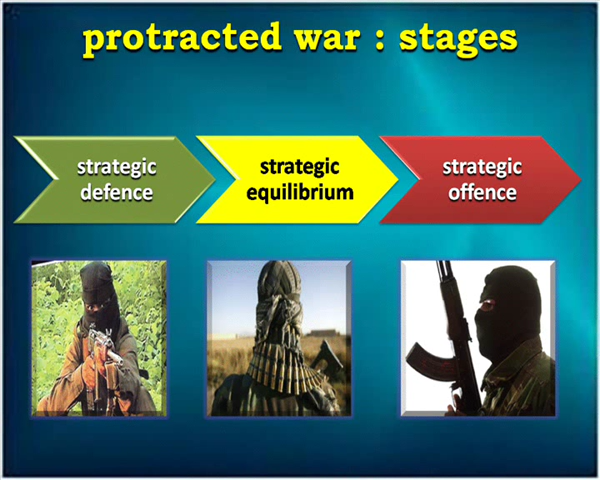 protracted war : stages
strategic
defence
strategic
equilibrium
strategic
offence